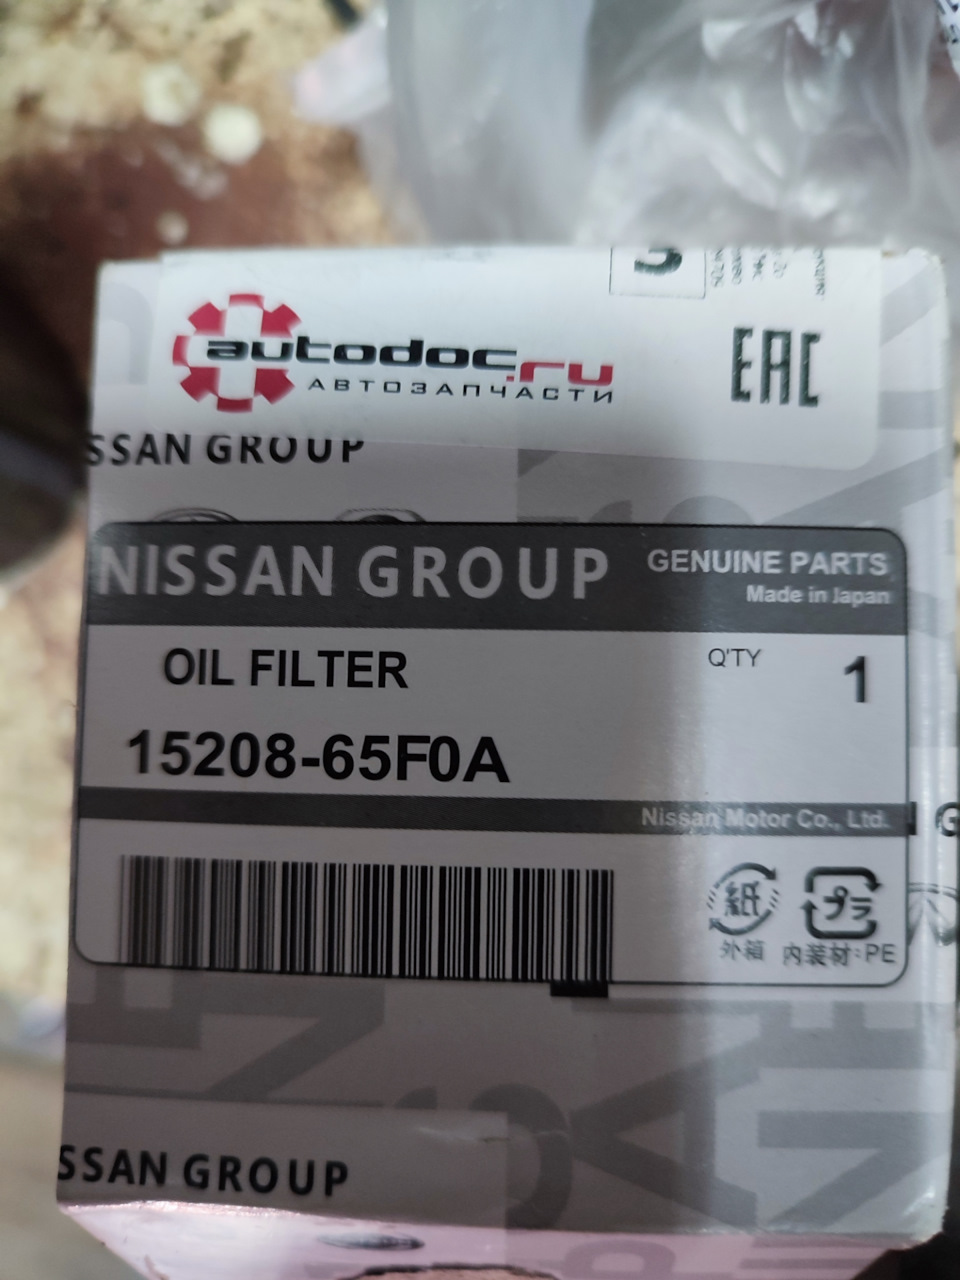 autodoc.ru
АВТОЗАПЧАСТИ
EAC
SSAN GROUP
NISSAN GROUP
GENUINE PARTS
Made in Japan
OIL FILTER
Q'TY
1
15208-65F0A
Nissan Motor Co., Ltd.
紙
プラ
外箱
内装材:PE
SSAN GROUP